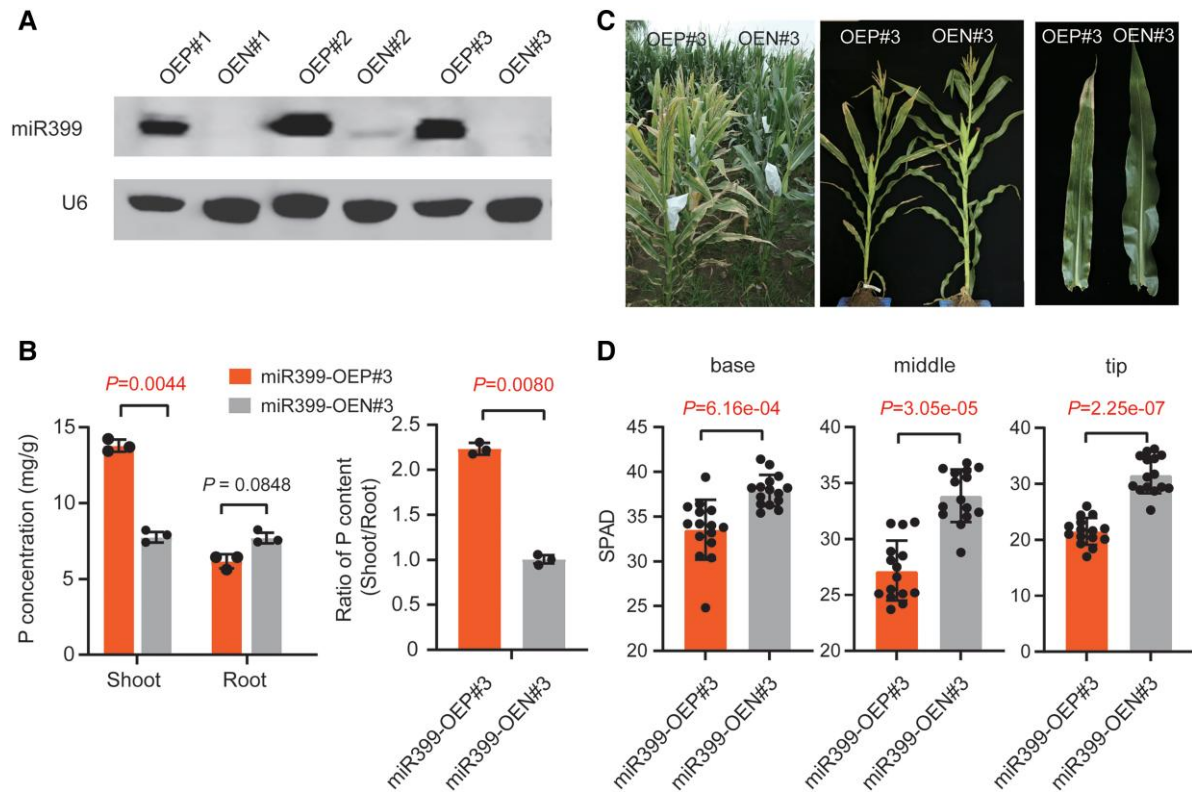 A
OEP#1 OEN#1 OEP#2 OEN#2 OEP#3 OEN#3
miR399
U6
C
OEP#3 OEN#3
OEP#3 OEN#3
OEP#3 OEN#3
B
miR399-OEP#3
miR399-OEN#3
P=0.0044
P = 0.0848
P concentration (mg/g)
15
10
5
0
Shoot Root
P=0.0080
Ratio of P content
(Shoot/Root)
2.5
2.0
1.5
1.0
0.5
0
miR399-OEP#3
miR399-OEN#3
D
base
P=6.16e-04
SPAD
45
40
35
30
25
20
miR399-OEP#3
miR399-OEN#3
middle
P=3.05e-05
40
35
30
25
20
miR399-OEP#3
miR399-OEN#3
tip
P=2.25e-07
40
30
20
10
0
miR399-OEP#3
miR399-OEN#3